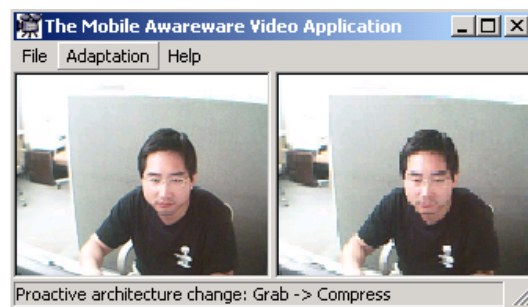 The Mobile Awareware Video Application
File Adaptation Help
Proactive architecture change: Grab -> Compress